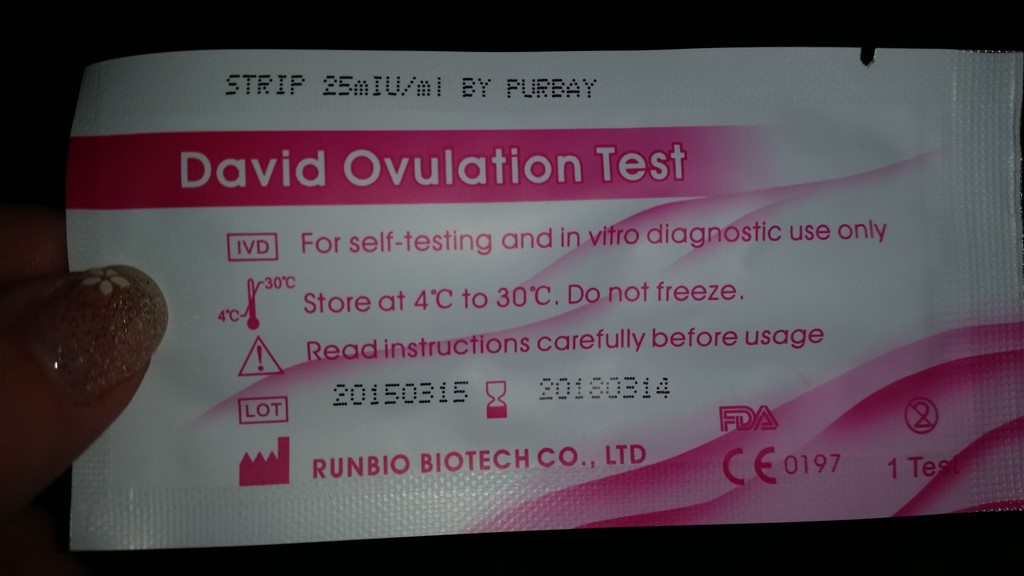 STRIP 25mIU/ml BY PURBAY
David Ovulation Test
IVD For self-testing and in vitro diagnostic use only
4°C 30°C Store at 4°C to 30°C. Do not freeze.
Read instructions carefully before usage
LOT 20150315 20180314
FDA
RUNBIO BIOTECH CO., LTD
CE 0197 1 Test